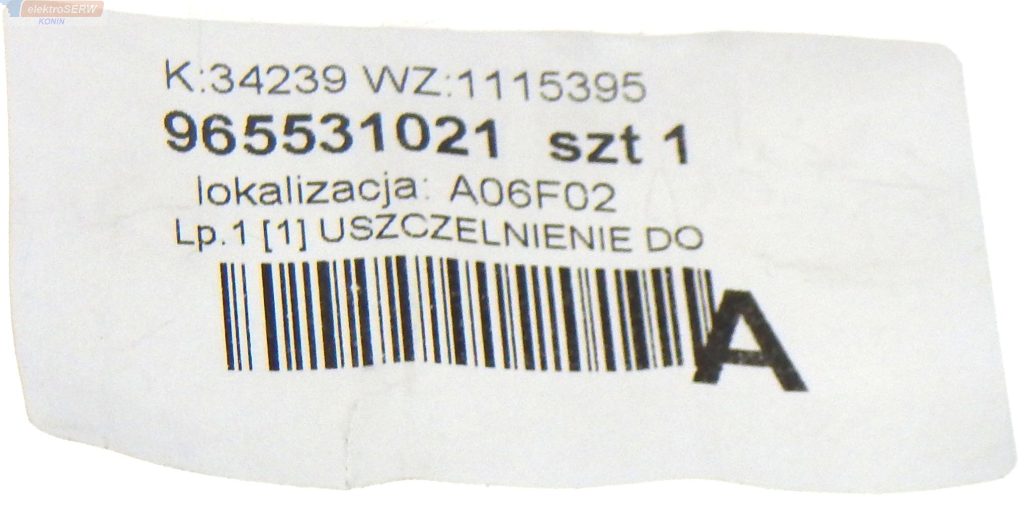 elektroSERW
KONIN
K:34239 WZ:1115395
965531021 szt 1
lokalizacja: A06F02
Lp.1 [1] USZCZELNIENIE DO
A